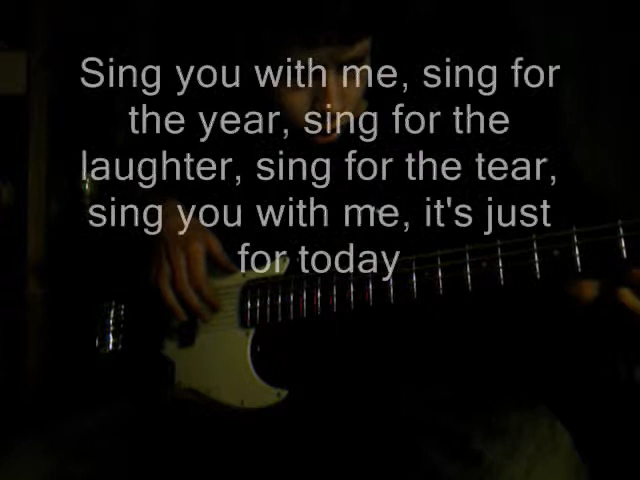 Sing you with me, sing for
the year, sing for the
laughter, sing for the tear,
sing you with me, it's just
for today